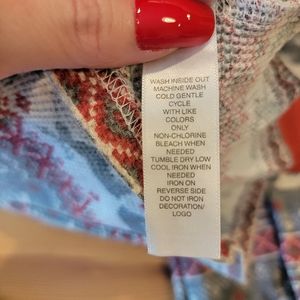 WASH INSIDE OUT
MACHINE WASH
COLD GENTLE
CYCLE
WITH LIKE
COLORS
ONLY
NON-CHLORINE
BLEACH WHEN
NEEDED
TUMBLE DRY LOW
COOL IRON WHEN
NEEDED
IRON ON
REVERSE SIDE
DO NOT IRON
DECORATION/
LOGO